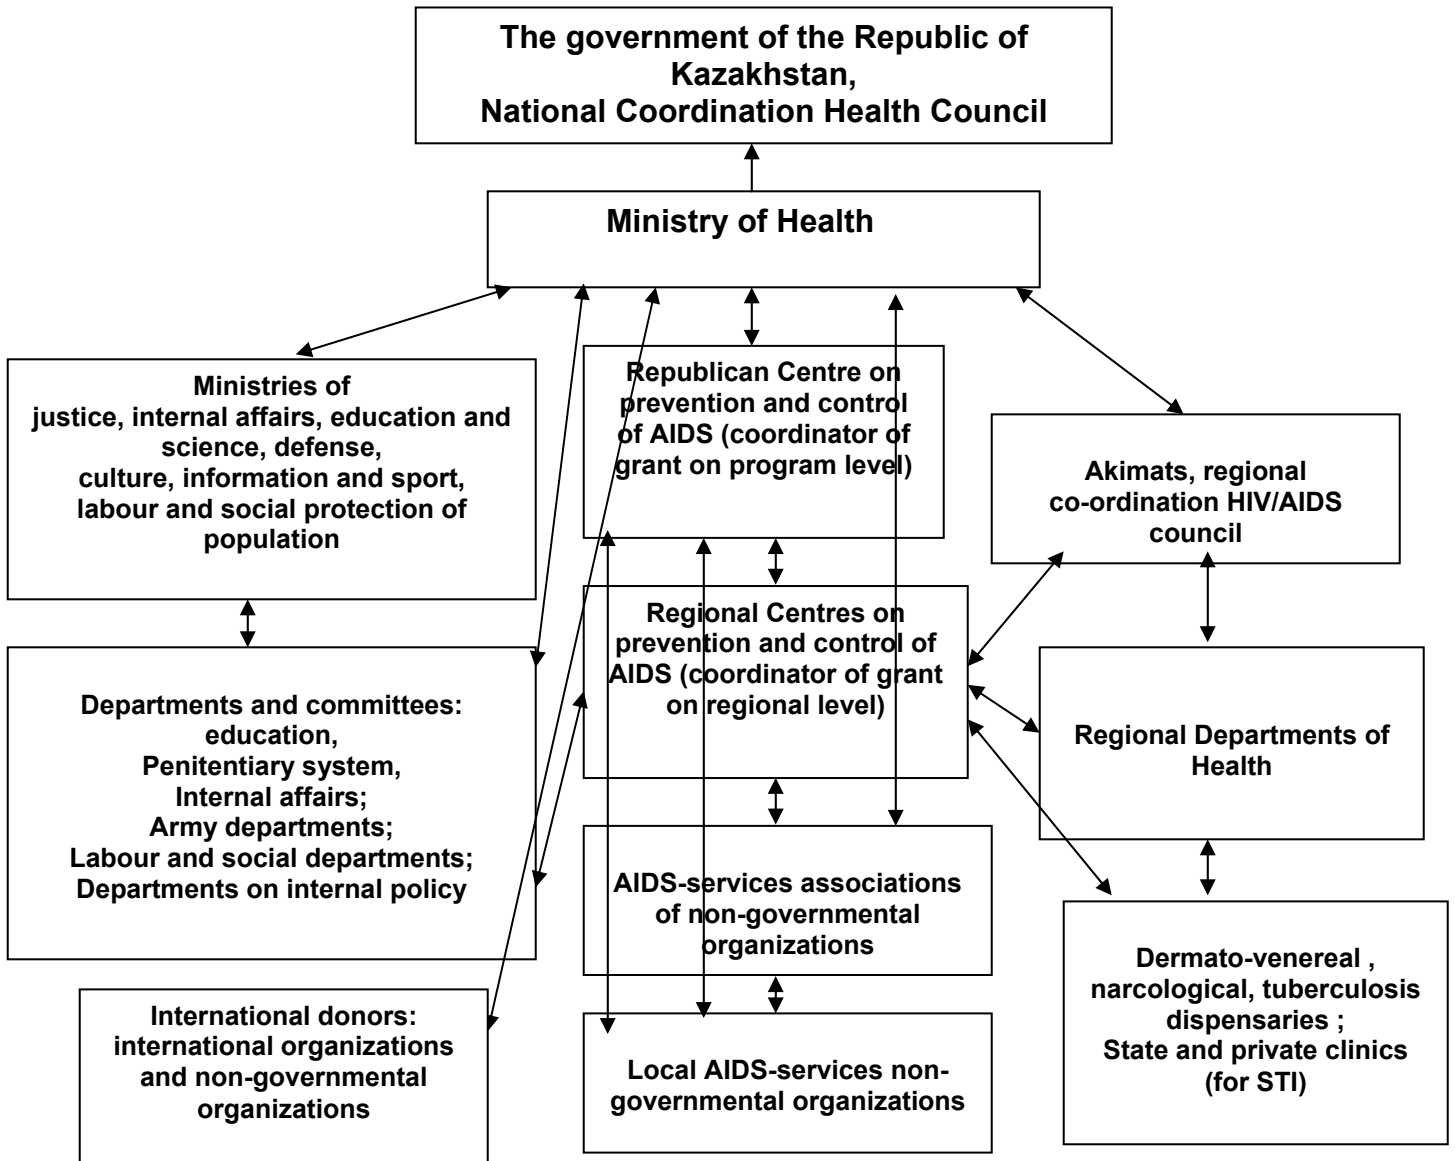 The government of the Republic of
Kazakhstan,
National Coordination Health Council
Ministry of Health
Ministries of
justice, internal affairs, education and
science, defense,
culture, information and sport,
labour and social protection of
population
Republican Centre on
prevention and control
of AIDS (coordinator of
grant on program level)
Akimats, regional
co-ordination HIV/AIDS
council
Departments and committees:
education,
Penitentiary system,
Internal affairs;
Army departments;
Labour and social departments;
Departments on internal policy
Regional Centres on
prevention and control of
AIDS (coordinator of grant
on regional level)
Regional Departments of
Health
AIDS-services associations
of non-governmental
organizations
Dermato-venereal ,
narcological, tuberculosis
dispensaries ;
State and private clinics
(for STI)
International donors:
international organizations
and non-governmental
organizations
Local AIDS-services non-
governmental organizations